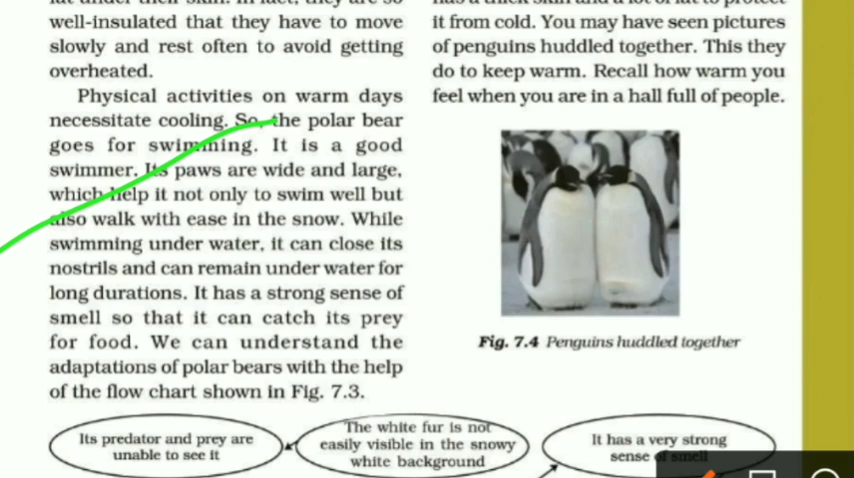 well-insulated that they have to move
slowly and rest often to avoid getting
overheated.
Physical activities on warm days
necessitate cooling. So, the polar bear
goes for swimming. It is a good
swimmer. Its paws are wide and large,
which help it not only to swim well but
also walk with ease in the snow. While
swimming under water, it can close its
nostrils and can remain under water for
long durations. It has a strong sense of
smell so that it can catch its prey
for food. We can understand the
adaptations of polar bears with the help
of the flow chart shown in Fig. 7.3.
it from cold. You may have seen pictures
of penguins huddled together. This they
do to keep warm. Recall how warm you
feel when you are in a hall full of people.
Fig. 7.4 Penguins huddled together
Its predator and prey are
unable to see it
The white fur is not
easily visible in the snowy
white background
It has a very strong
sense of smell